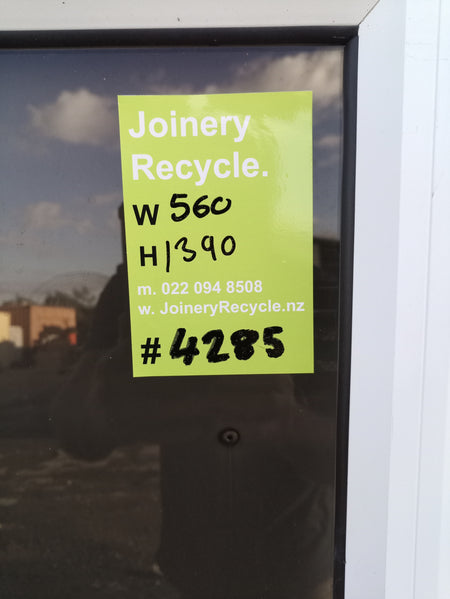 Joinery
Recycle.
W 560
H 1390
m. 022 094 8508
w. JoineryRecycle.nz
# 4285